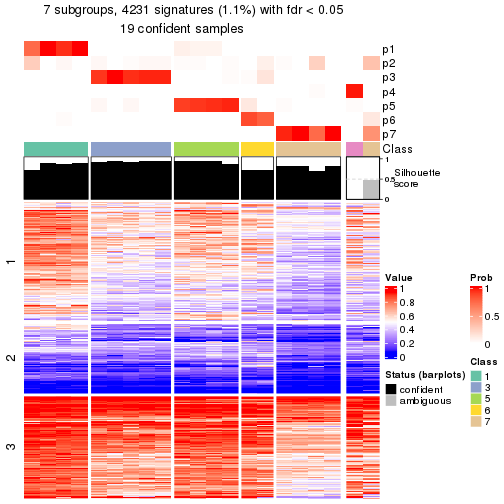 7 subgroups, 4231 signatures (1.1%) with fdr < 0.05
19 confident samples
p1
p2
p3
p4
p5
p6
p7
Class
1
0.5
0
Silhouette
score
1
2
3
Value
1
0.8
0.6
0.4
0.2
0
Prob
1
0.5
0
Status (barplots)
confident
ambiguous
Class
1
3
5
6
7